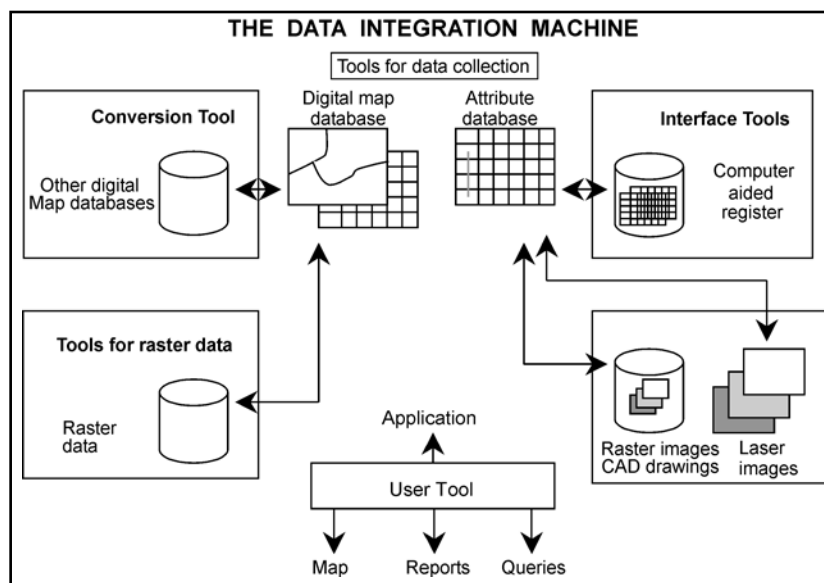 THE DATA INTEGRATION MACHINE
Tools for data collection
Conversion Tool
Other digital
Map databases
Digital map
database
Attribute
database
Interface Tools
Computer
aided
register
Tools for raster data
Raster
data
Raster images
CAD drawings
Laser
images
Application
User Tool
Map
Reports
Queries